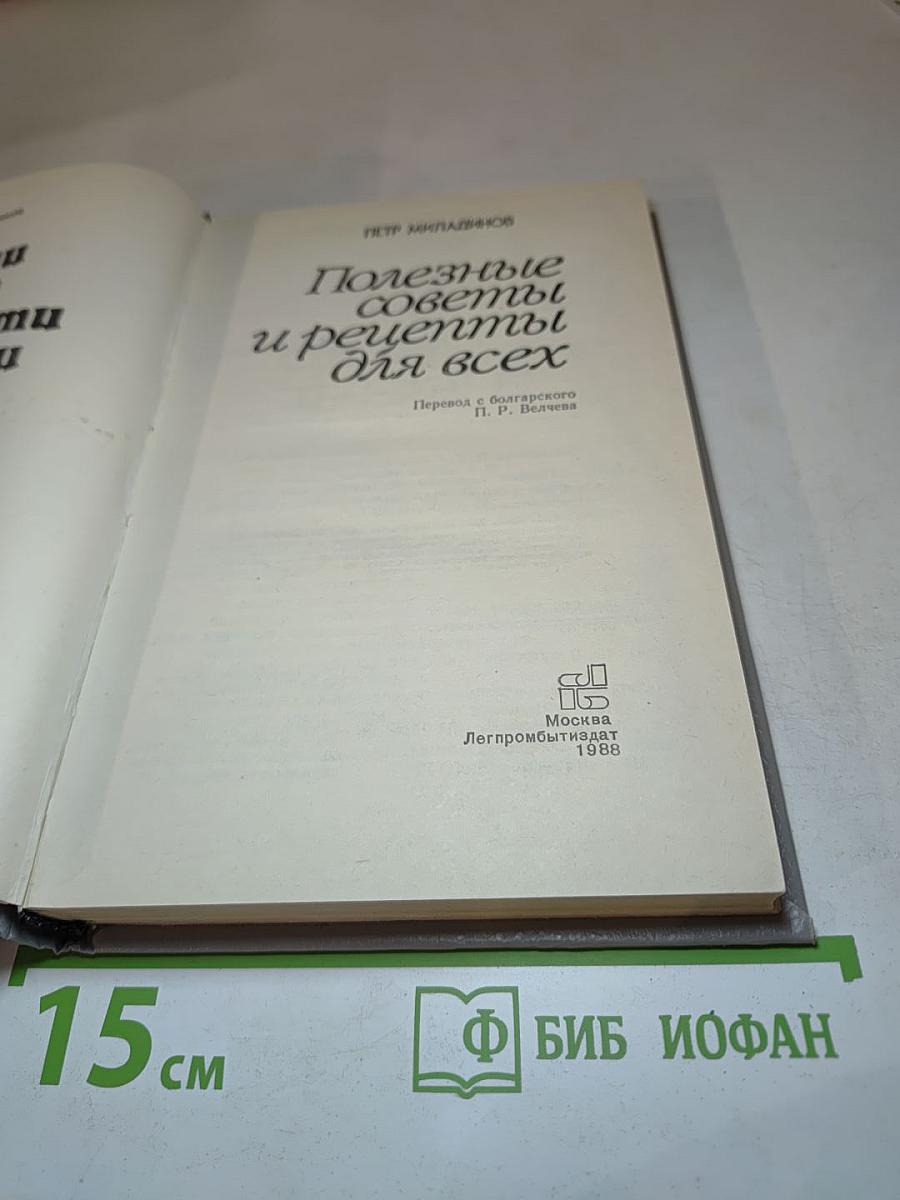 ПЕТР МИЛАДИНОВ
Полезные
советы
и рецепты
для всех
Перевод с болгарского
П. Р. Велчева
Москва
Легпромбытиздат
1988
15 см
Ф БИБ ИОФАН